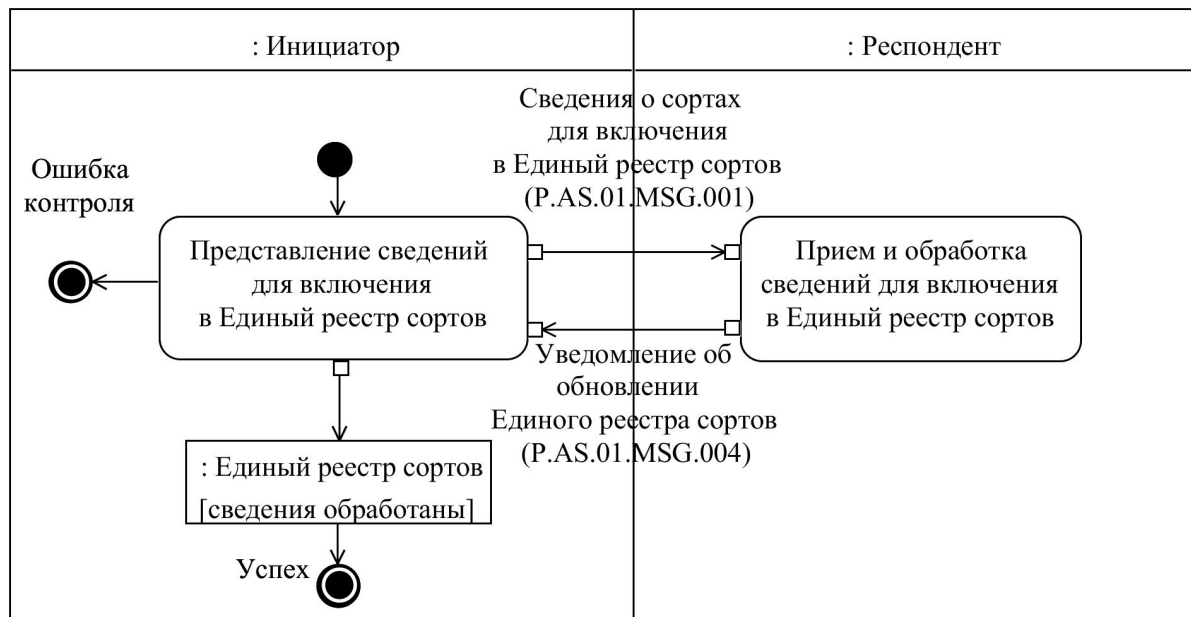 : Инициатор
: Респондент
Сведения о сортах
для включения
в Единый реестр сортов
(P.AS.01.MSG.001)
Ошибка
контроля
Представление сведений
для включения
в Единый реестр сортов
Прием и обработка
сведений для включения
в Единый реестр сортов
Уведомление об
обновлении
Единого реестра сортов
(P.AS.01.MSG.004)
: Единый реестр сортов
[сведения обработаны]
Успех